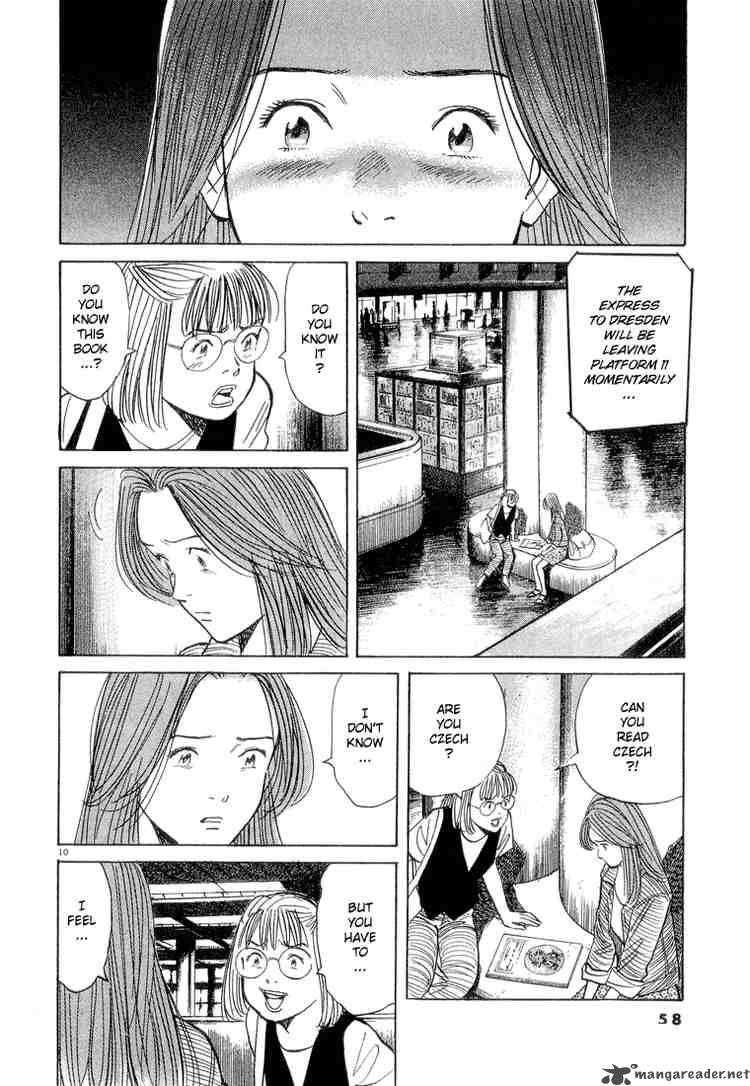 THE
EXPRESS
TO DRESDEN
WILL BE
LEAVING
PLATFORM 11
MOMENTARILY
...
DO
YOU
KNOW
IT
?
DO
YOU
KNOW
THIS
BOOK
...?
CAN
YOU
READ
CZECH
?!
ARE
YOU
CZECH
?
I
DON'T
KNOW
...
10
BUT
YOU
HAVE
TO
...
I
FEEL
...
58
mangareader.net